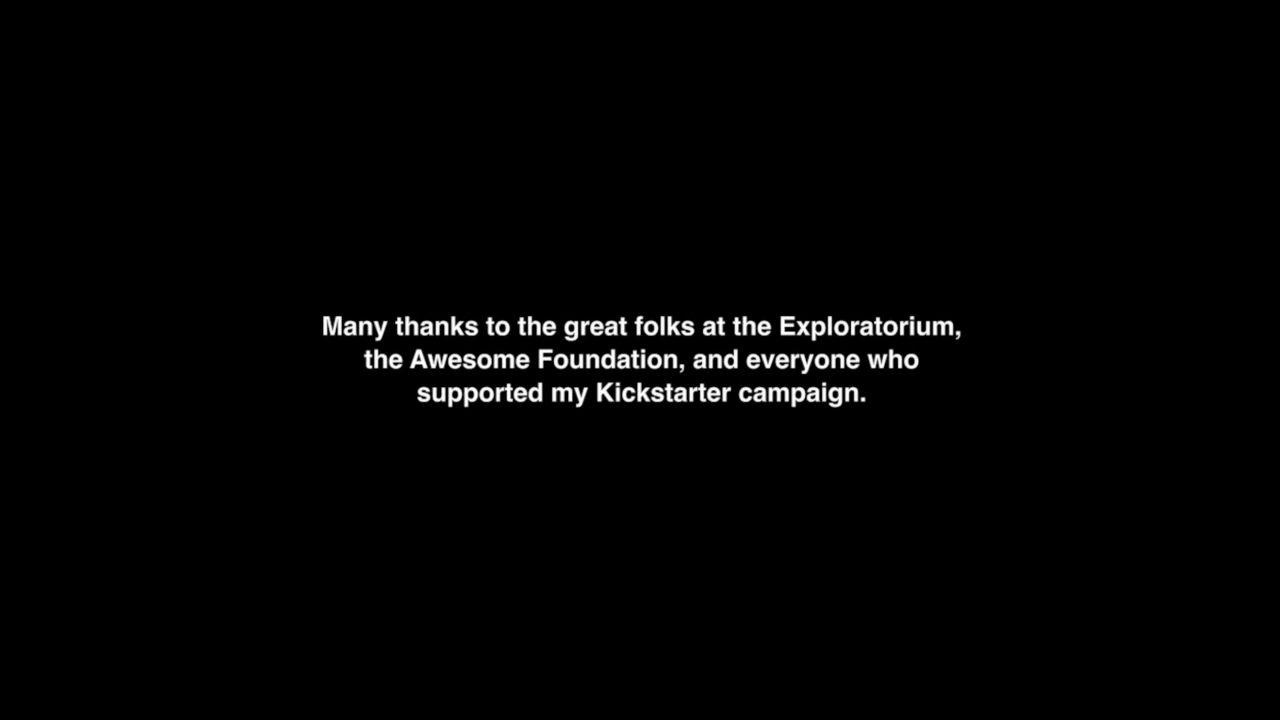 Many thanks to the great folks at the Exploratorium,
the Awesome Foundation, and everyone who
supported my Kickstarter campaign.